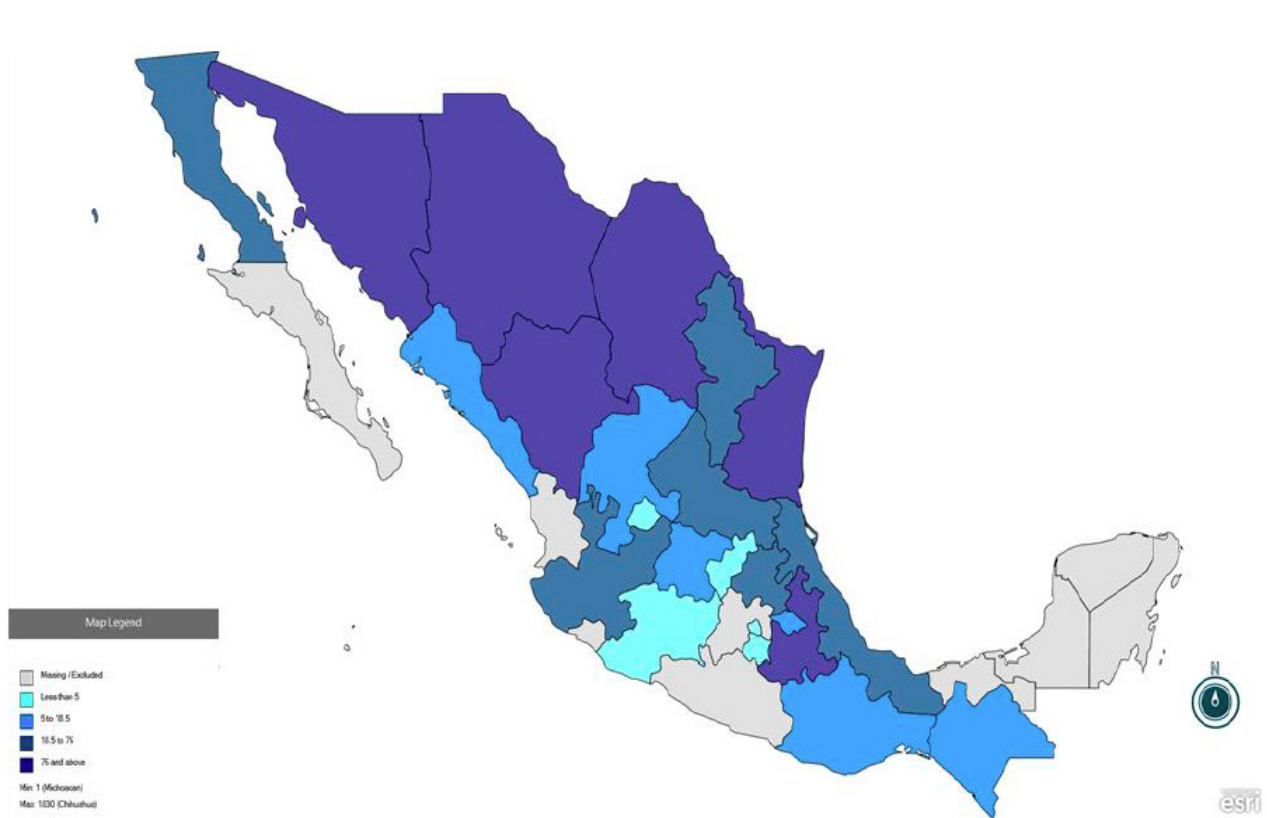 Map Legend
Missing / Excluded
Less than 5
5 to 18.5
18.5 to 76
76 and above
Min: 1 (Michoacan)
Max: 1830 (Chihuahua)
N
esri